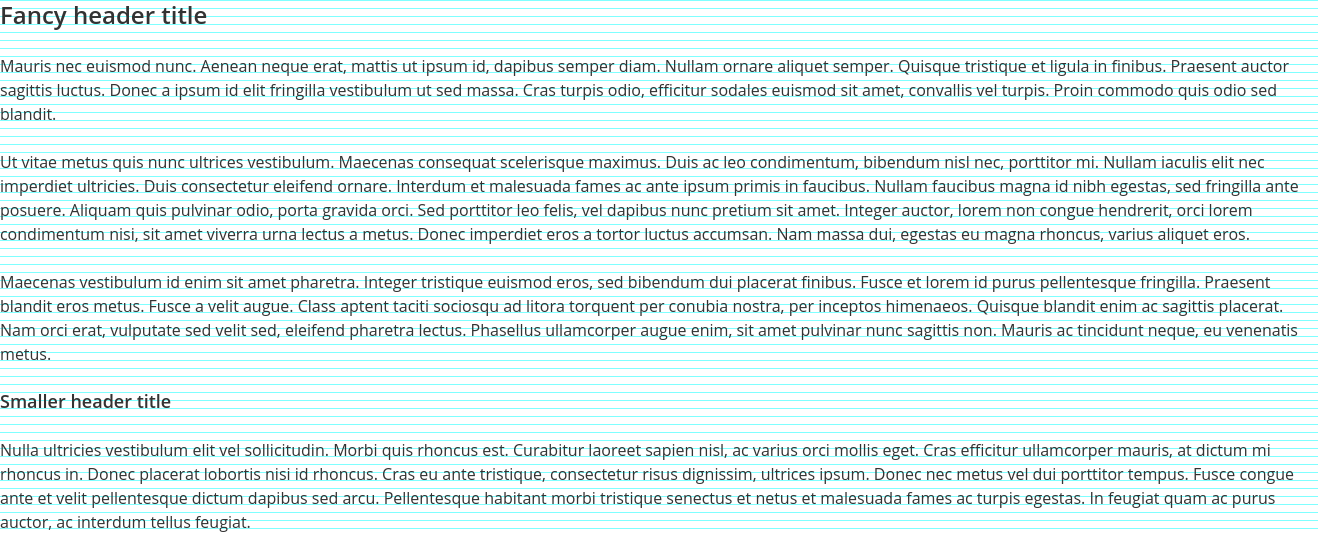 Fancy header title
Mauris nec euismod nunc. Aenean neque erat, mattis ut ipsum id, dapibus semper diam. Nullam ornare aliquet semper. Quisque tristique et ligula in finibus. Praesent auctor
sagittis luctus. Donec a ipsum id elit fringilla vestibulum ut sed massa. Cras turpis odio, efficitur sodales euismod sit amet, convallis vel turpis. Proin commodo quis odio sed
blandit.
Ut vitae metus quis nunc ultrices vestibulum. Maecenas consequat scelerisque maximus. Duis ac leo condimentum, bibendum nisl nec, porttitor mi. Nullam iaculis elit nec
imperdiet ultricies. Duis consectetur eleifend ornare. Interdum et malesuada fames ac ante ipsum primis in faucibus. Nullam faucibus magna id nibh egestas, sed fringilla ante
posuere. Aliquam quis pulvinar odio, porta gravida orci. Sed porttitor leo felis, vel dapibus nunc pretium sit amet. Integer auctor, lorem non congue hendrerit, orci lorem
condimentum nisi, sit amet viverra urna lectus a metus. Donec imperdiet eros a tortor luctus accumsan. Nam massa dui, egestas eu magna rhoncus, varius aliquet eros.
Maecenas vestibulum id enim sit amet pharetra. Integer tristique euismod eros, sed bibendum dui placerat finibus. Fusce et lorem id purus pellentesque fringilla. Praesent
blandit eros metus. Fusce a velit augue. Class aptent taciti sociosqu ad litora torquent per conubia nostra, per inceptos himenaeos. Quisque blandit enim ac sagittis placerat.
Nam orci erat, vulputate sed velit sed, eleifend pharetra lectus. Phasellus ullamcorper augue enim, sit amet pulvinar nunc sagittis non. Mauris ac tincidunt neque, eu venenatis
metus.
Smaller header title
Nulla ultricies vestibulum elit vel sollicitudin. Morbi quis rhoncus est. Curabitur laoreet sapien nisl, ac varius orci mollis eget. Cras efficitur ullamcorper mauris, at dictum mi
rhoncus in. Donec placerat lobortis nisi id rhoncus. Cras eu ante tristique, consectetur risus dignissim, ultrices ipsum. Donec nec metus vel dui porttitor tempus. Fusce congue
ante et velit pellentesque dictum dapibus sed arcu. Pellentesque habitant morbi tristique senectus et netus et malesuada fames ac turpis egestas. In feugiat quam ac purus
auctor, ac interdum tellus feugiat.